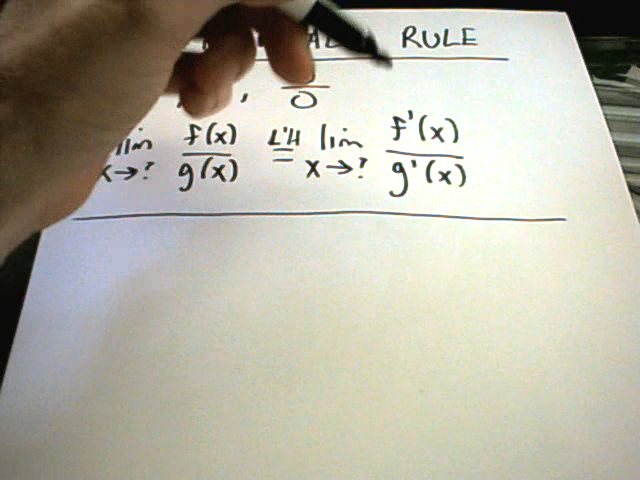 RULE
, /0
lim x→? f(x)/g(x) L'H = lim x→? f'(x)/g'(x)